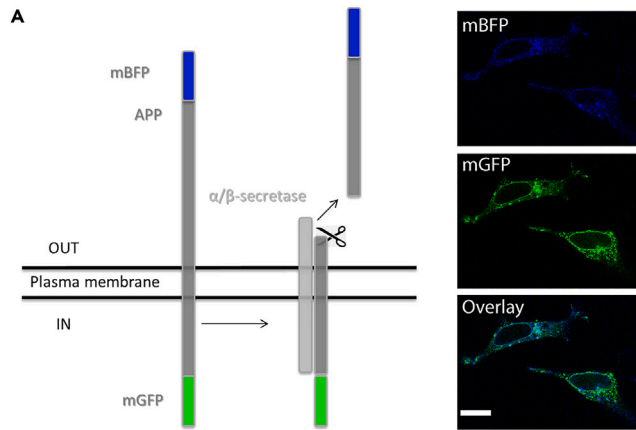 A
mBFP
APP
α/β-secretase
OUT
Plasma membrane
IN
mGFP
mBFP
mGFP
Overlay